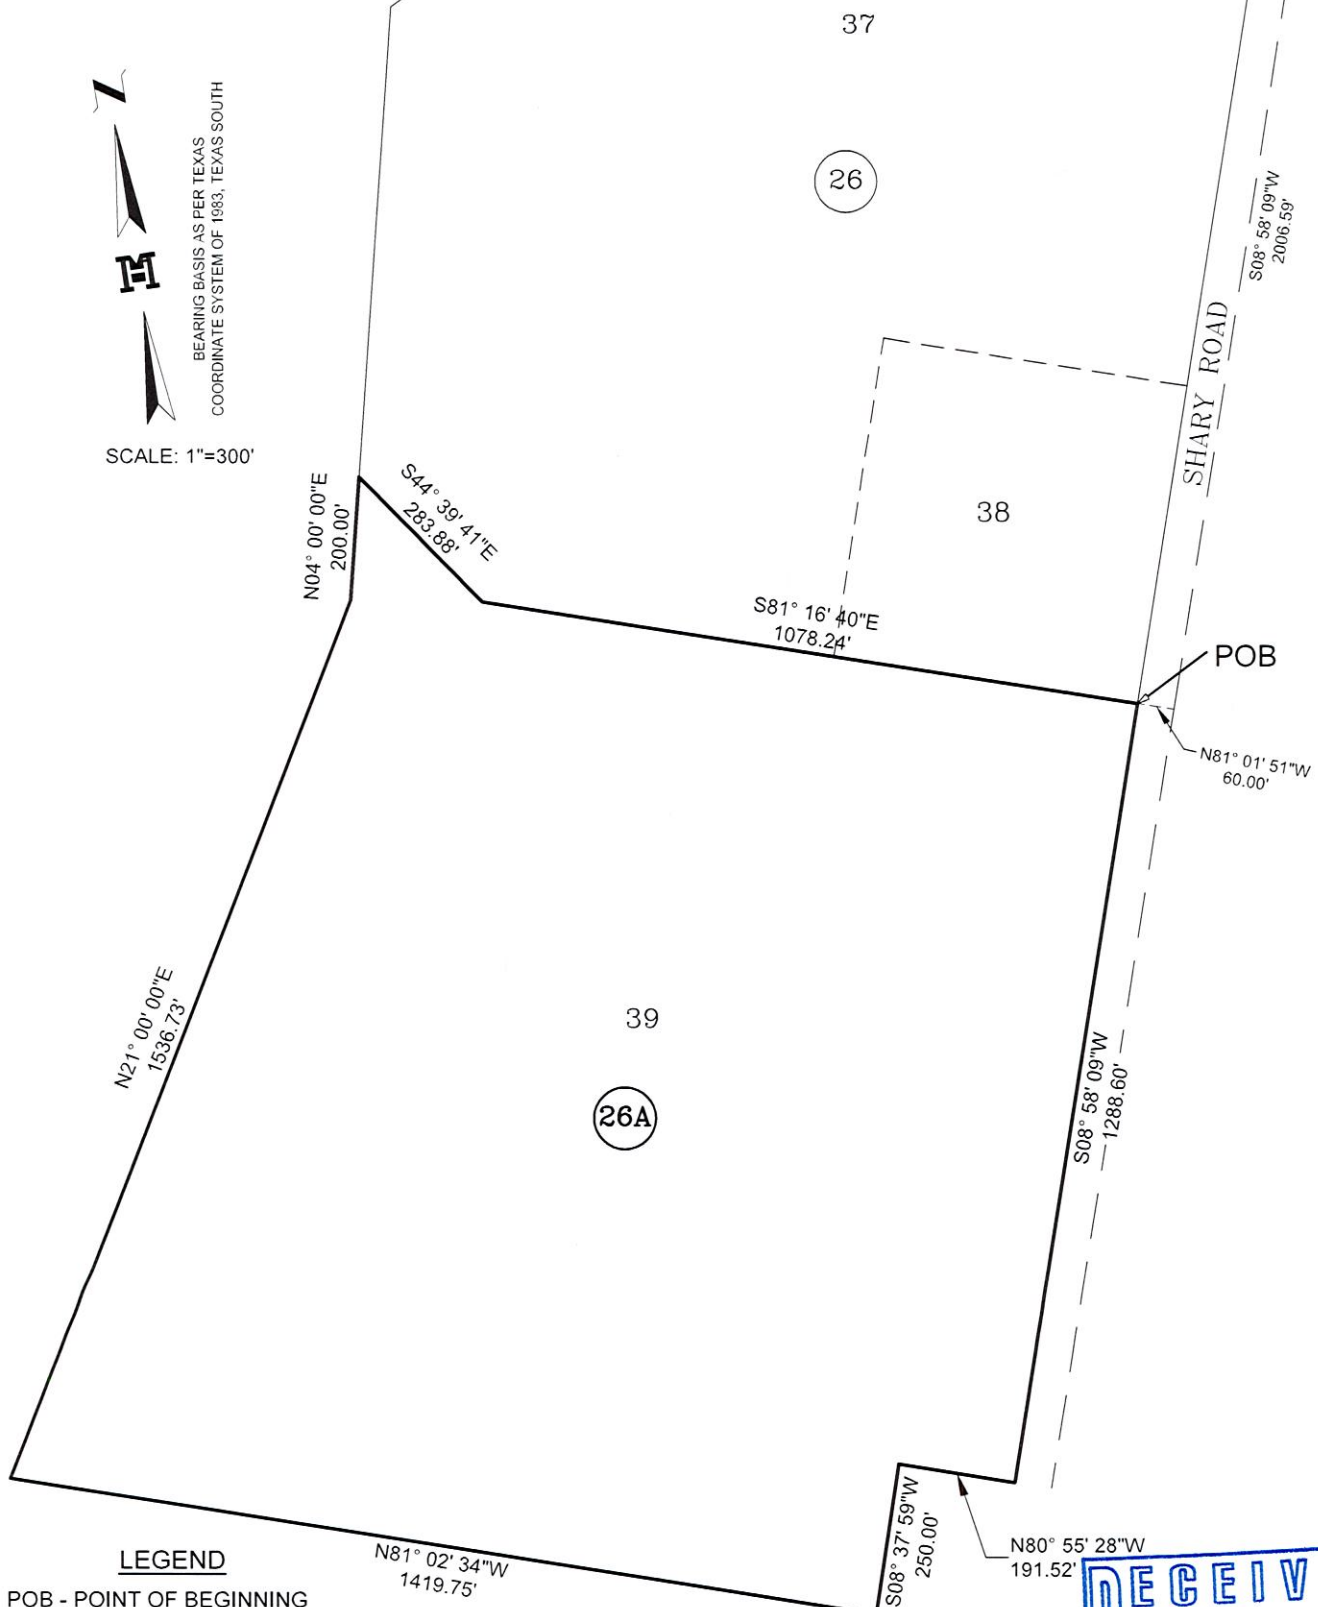 37
26
N
BEARING BASIS AS PER TEXAS
COORDINATE SYSTEM OF 1983, TEXAS SOUTH
SCALE: 1"=300'
S08° 58' 09"W
2006.59'
SHARY ROAD
N04° 00' 00"E
200.00'
S44° 39' 41"E
283.88'
38
S81° 16' 40"E
1078.24'
POB
N81° 01' 51"W
60.00'
N21° 00' 00"E
1536.73'
39
26A
S08° 58' 09"W
1288.60'
S08° 37' 59"W
250.00'
N80° 55' 28"W
191.52'
N81° 02' 34"W
1419.75'
LEGEND
POB - POINT OF BEGINNING
ECEIV